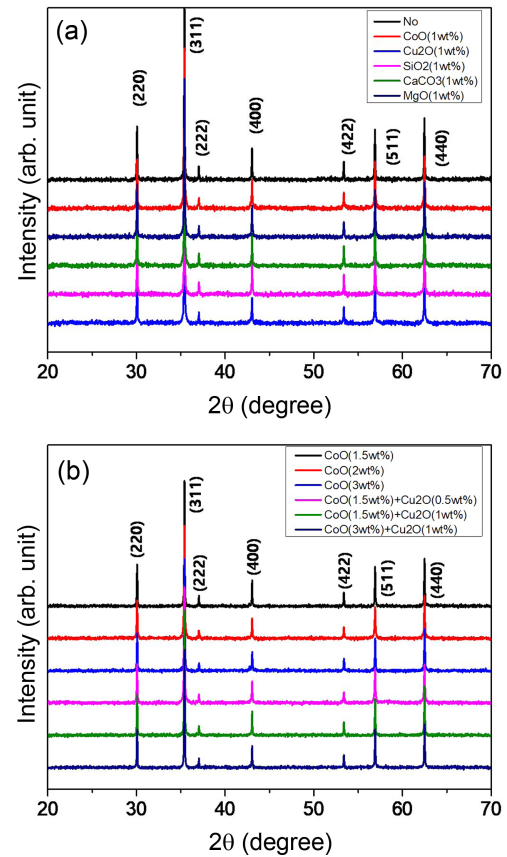 (a)
No
CoO(1wt%)
Cu2O(1wt%)
SiO2(1wt%)
CaCO3(1wt%)
MgO(1wt%)
(220)
(311)
(222)
(400)
(422)
(511)
(440)
Intensity (arb. unit)
20 30 40 50 60 70
2θ (degree)
(b)
CoO(1.5wt%)
CoO(2wt%)
CoO(3wt%)
CoO(1.5wt%)+Cu2O(0.5wt%)
CoO(1.5wt%)+Cu2O(1wt%)
CoO(3wt%)+Cu2O(1wt%)
(220)
(311)
(222)
(400)
(422)
(511)
(440)
Intensity (arb. unit)
20 30 40 50 60 70
2θ (degree)